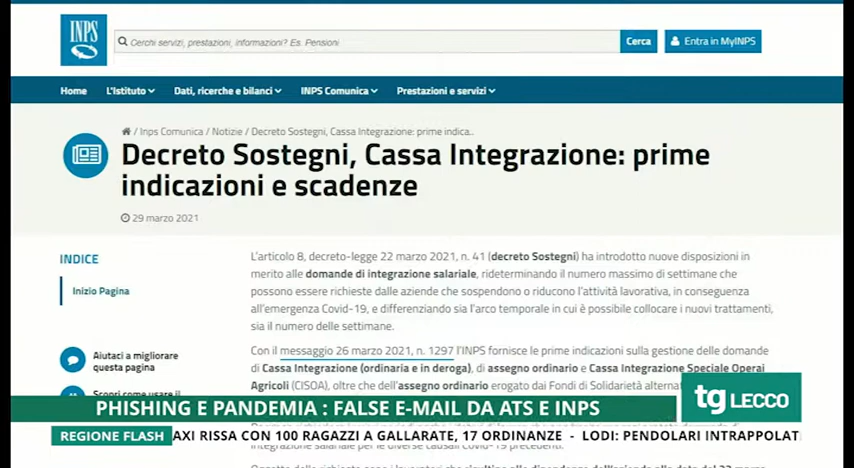 INPS
Cerchi servizi, prestazioni, informazioni? Es. Pensioni
Cerca
Entra in MyINPS
Home L'Istituto Dati, ricerche e bilanci INPS Comunica Prestazioni e servizi
/ Inps Comunica / Notizie / Decreto Sostegni, Cassa Integrazione: prime indica..
Decreto Sostegni, Cassa Integrazione: prime
indicazioni e scadenze
29 marzo 2021
INDICE
Inizio Pagina
L'articolo 8, decreto-legge 22 marzo 2021, n. 41 (decreto Sostegni) ha introdotto nuove disposizioni in
merito alle domande di integrazione salariale, rideterminando il numero massimo di settimane che
possono essere richieste dalle aziende che sospendono o riducono l'attività lavorativa, in conseguenza
all'emergenza Covid-19, e differenziando sia l'arco temporale in cui è possibile collocare i nuovi trattamenti,
sia il numero delle settimane.
Con il messaggio 26 marzo 2021, n. 1297 l'INPS fornisce le prime indicazioni sulla gestione delle domande
di Cassa Integrazione (ordinaria e in deroga), di assegno ordinario e Cassa Integrazione Speciale Operai
Agricoli (CISOA), oltre che dell'assegno ordinario erogato dai Fondi di Solidarietà
Aiutaci a migliorare
questa pagina
Scopri come usare il
PHISHING E PANDEMIA : FALSE E-MAIL DA ATS E INPS
tg LECCO
REGIONE FLASH
AXI RISSA CON 100 RAGAZZI A GALLARATE, 17 ORDINANZE - LODI: PENDOLARI INTRAPPOLAT